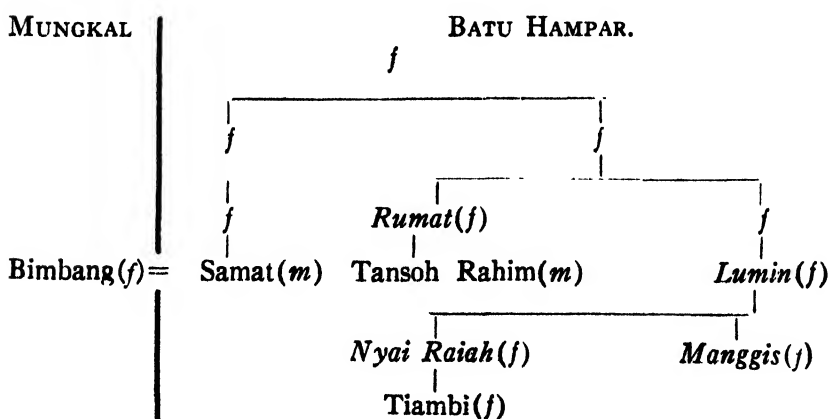 MUNGKAL BATU HAMPAR.
f
f f
f Rumat(f) f
Bimbang(f)= Samat(m) Tansoh Rahim(m) Lumin(f)
Nyai Raiah(f) Manggis(f)
Tiambi(f)